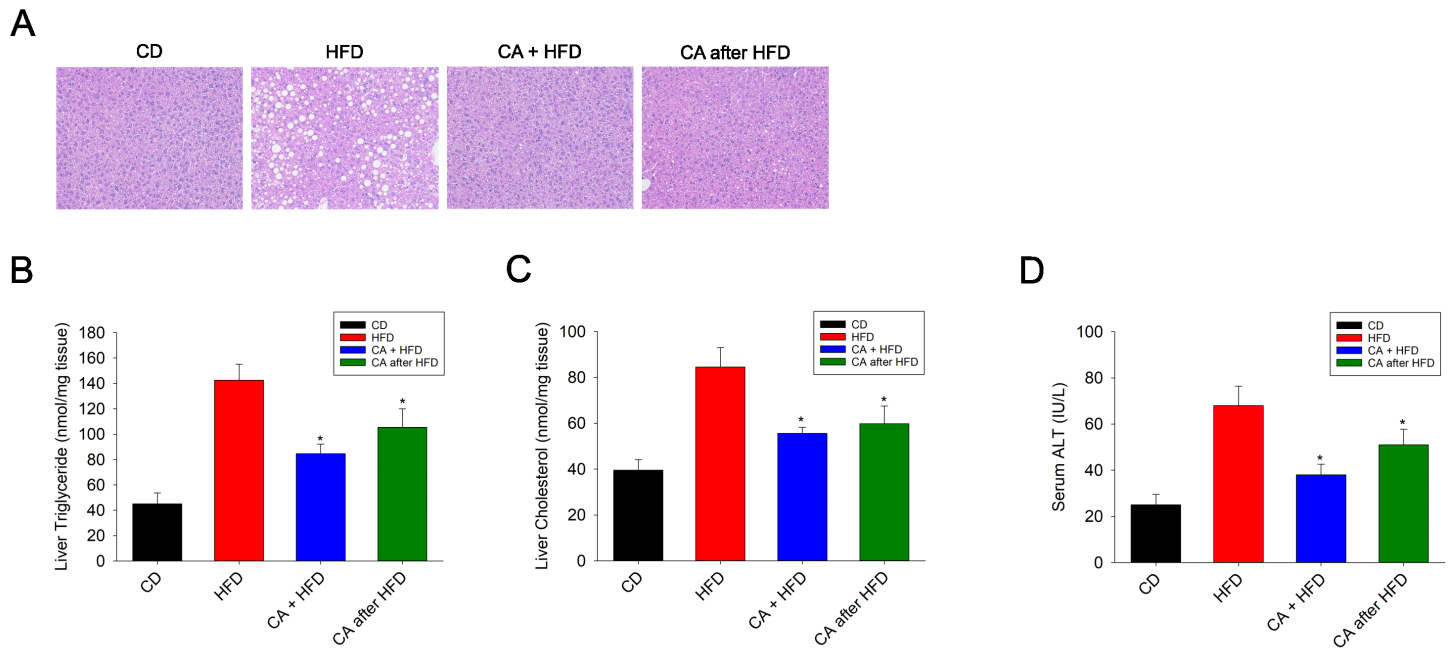 A
CD
HFD
CA + HFD
CA after HFD
B
Liver Triglyceride (nmol/mg tissue)
180
160
140
120
100
80
60
40
20
0
CD
HFD
CA + HFD
CA after HFD
*
*
CD
HFD
CA + HFD
CA after HFD
C
Liver Cholesterol (nmol/mg tissue)
100
80
60
40
20
0
CD
HFD
CA + HFD
CA after HFD
*
*
CD
HFD
CA + HFD
CA after HFD
D
Serum ALT (IU/L)
100
80
60
40
20
0
CD
HFD
CA + HFD
CA after HFD
*
*
CD
HFD
CA + HFD
CA after HFD